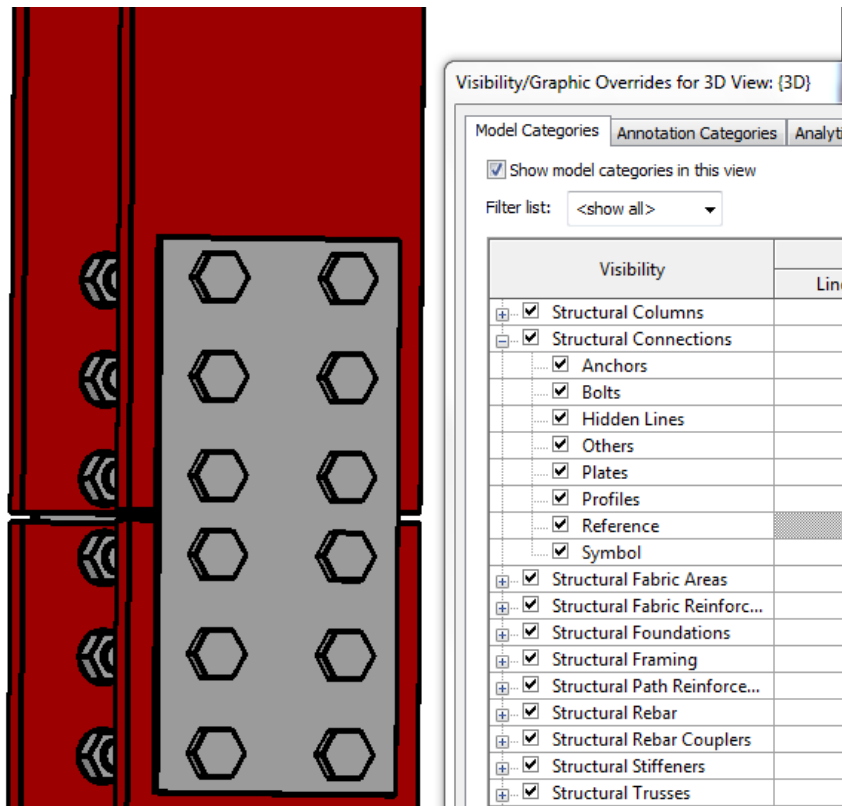 Visibility/Graphic Overrides for 3D View: {3D}
Model Categories Annotation Categories Analyti
Show model categories in this view
Filter list: <show all>
Visibility
Lin
Structural Columns
Structural Connections
Anchors
Bolts
Hidden Lines
Others
Plates
Profiles
Reference
Symbol
Structural Fabric Areas
Structural Fabric Reinforc...
Structural Foundations
Structural Framing
Structural Path Reinforce...
Structural Rebar
Structural Rebar Couplers
Structural Stiffeners
Structural Trusses